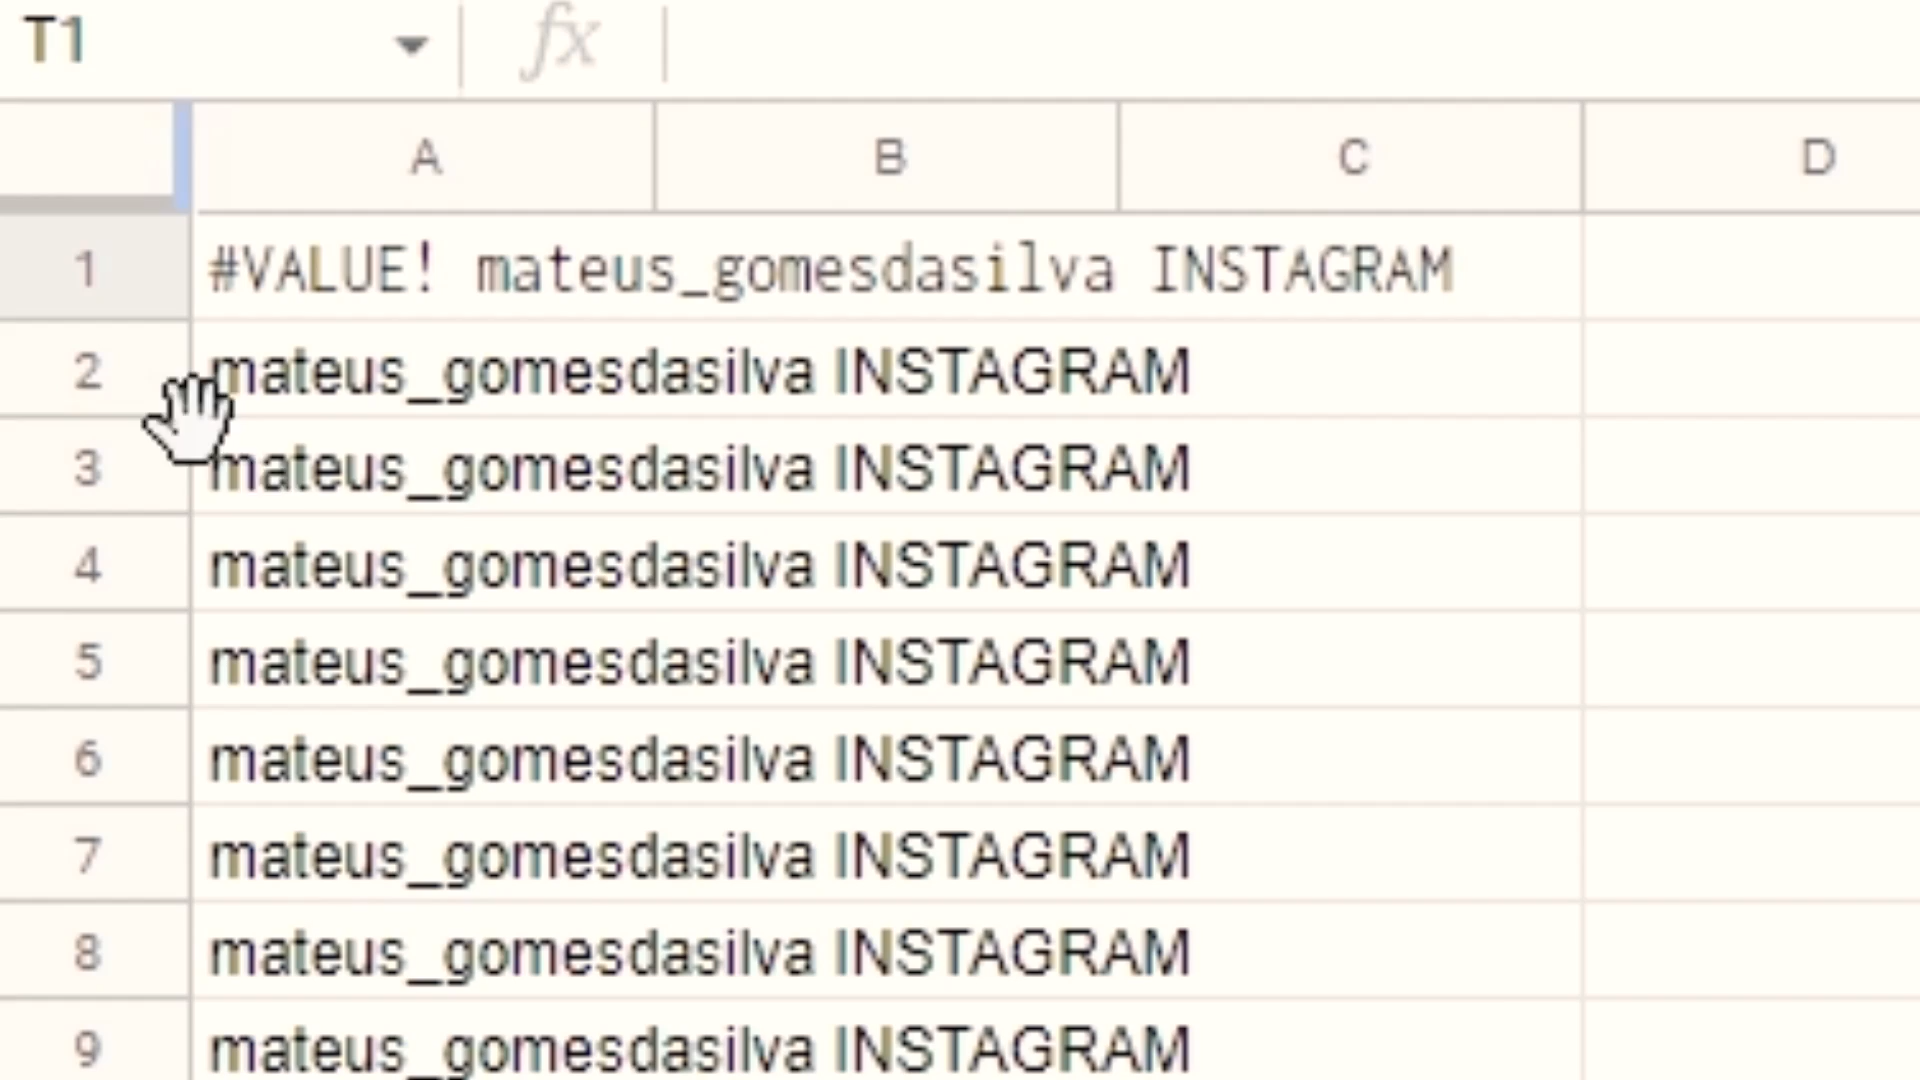 T1 fx
A B C D
1 #VALUE! mateus_gomesdasilva INSTAGRAM
2 mateus_gomesdasilva INSTAGRAM
3 mateus_gomesdasilva INSTAGRAM
4 mateus_gomesdasilva INSTAGRAM
5 mateus_gomesdasilva INSTAGRAM
6 mateus_gomesdasilva INSTAGRAM
7 mateus_gomesdasilva INSTAGRAM
8 mateus_gomesdasilva INSTAGRAM
9 mateus_gomesdasilva INSTAGRAM